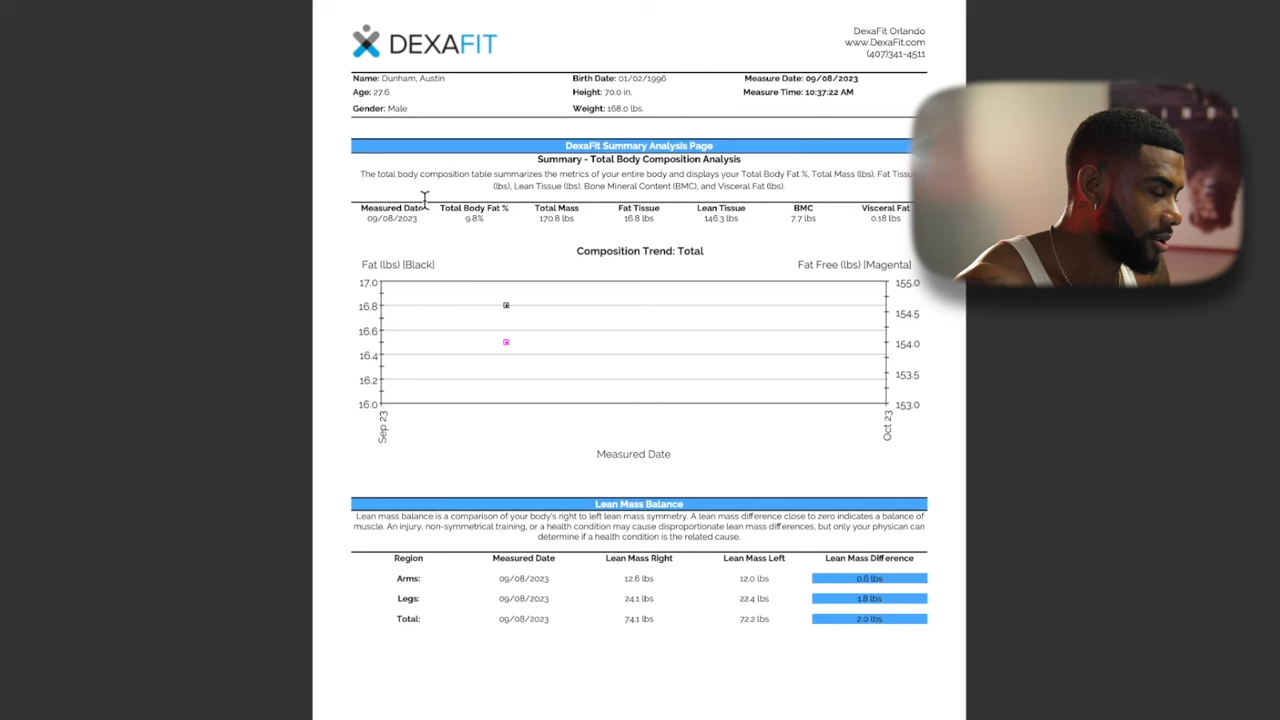 DEXAFIT
DexaFit Orlando
www.DexaFit.com
(407)341-4511
Name: Dunham, Austin Birth Date: 01/02/1996 Measure Date: 09/08/2023
Age: 27.6 Height: 70.0 in. Measure Time: 10:37:22 AM
Gender: Male Weight: 168.0 lbs.
DexaFit Summary Analysis Page
Summary - Total Body Composition Analysis
The total body composition table summarizes the metrics of your entire body and displays your Total Body Fat %, Total Mass (lbs), Fat Tissu
(lbs), Lean Tissue (lbs), Bone Mineral Content (BMC), and Visceral Fat (lbs).
Measured Date Total Body Fat % Total Mass Fat Tissue Lean Tissue BMC Visceral Fat
09/08/2023 9.8% 170.8 lbs 16.8 lbs 146.3 lbs 7.7 lbs 0.18 lbs
Composition Trend: Total
Fat (lbs) [Black] Fat Free (lbs) [Magenta]
17.0 155.0
16.8 154.5
16.6
16.4 154.0
16.2 153.5
16.0 153.0
Sep 23 Oct 23
Measured Date
Lean Mass Balance
Lean mass balance is a comparison of your body's right to left lean mass symmetry. A lean mass difference close to zero indicates a balance of
muscle. An injury, non-symmetrical training, or a health condition may cause disproportionate lean mass differences, but only your physican can
determine if a health condition is the related cause.
Region Measured Date Lean Mass Right Lean Mass Left Lean Mass Difference
Arms: 09/08/2023 12.6 lbs 12.0 lbs 0.6 lbs
Legs: 09/08/2023 24.1 lbs 22.4 lbs 1.8 lbs
Total: 09/08/2023 74.1 lbs 72.2 lbs 2.0 lbs